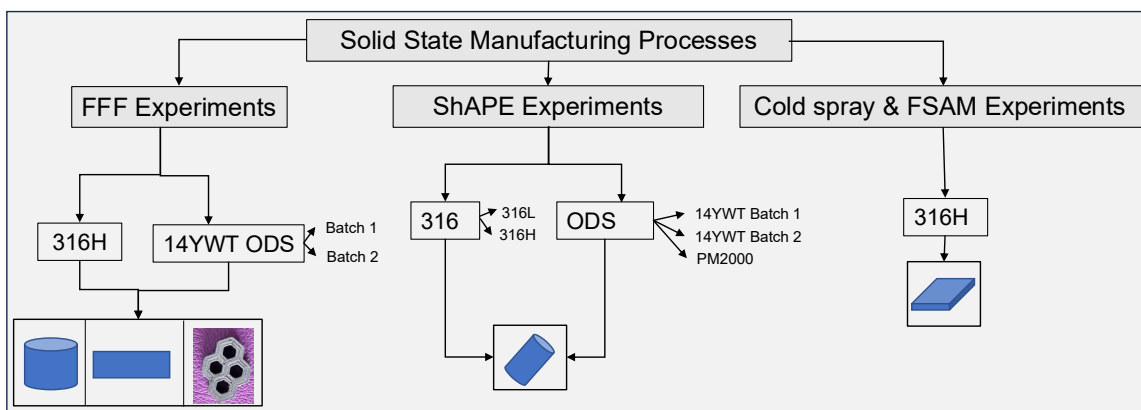 Solid State Manufacturing Processes
FFF Experiments
ShAPE Experiments
Cold spray & FSAM Experiments
316H
14YWT ODS
Batch 1
Batch 2
316
316L
316H
ODS
14YWT Batch 1
14YWT Batch 2
PM2000
316H